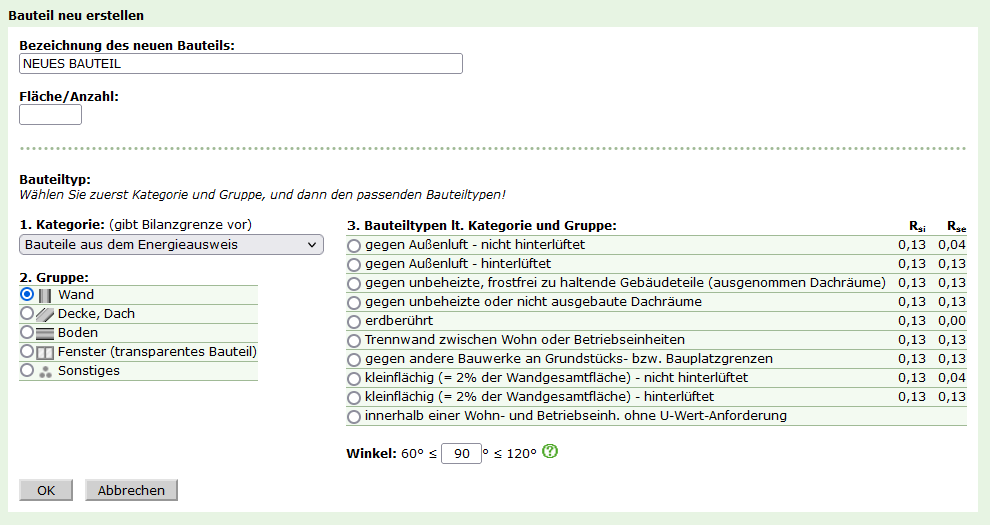 Bauteil neu erstellen
Bezeichnung des neuen Bauteils:
NEUES BAUTEIL
Fläche/Anzahl:
Bauteiltyp:
Wählen Sie zuerst Kategorie und Gruppe, und dann den passenden Bauteiltypen!
1. Kategorie: (gibt Bilanzgrenze vor)
Bauteile aus dem Energieausweis
2. Gruppe:
Wand
Decke, Dach
Boden
Fenster (transparentes Bauteil)
Sonstiges
3. Bauteiltypen lt. Kategorie und Gruppe: Rsi Rse
gegen Außenluft - nicht hinterlüftet 0,13 0,04
gegen Außenluft - hinterlüftet 0,13 0,13
gegen unbeheizte, frostfrei zu haltende Gebäudeteile (ausgenommen Dachräume) 0,13 0,13
gegen unbeheizte oder nicht ausgebaute Dachräume 0,13 0,13
erdberührt 0,13 0,00
Trennwand zwischen Wohn oder Betriebseinheiten 0,13 0,13
gegen andere Bauwerke an Grundstücks- bzw. Bauplatzgrenzen 0,13 0,13
kleinflächig (= 2% der Wandgesamtfläche) - nicht hinterlüftet 0,13 0,04
kleinflächig (= 2% der Wandgesamtfläche) - hinterlüftet 0,13 0,13
innerhalb einer Wohn- und Betriebseinh. ohne U-Wert-Anforderung
Winkel: 60° ≤ 90 ° ≤ 120° ?
OK Abbrechen